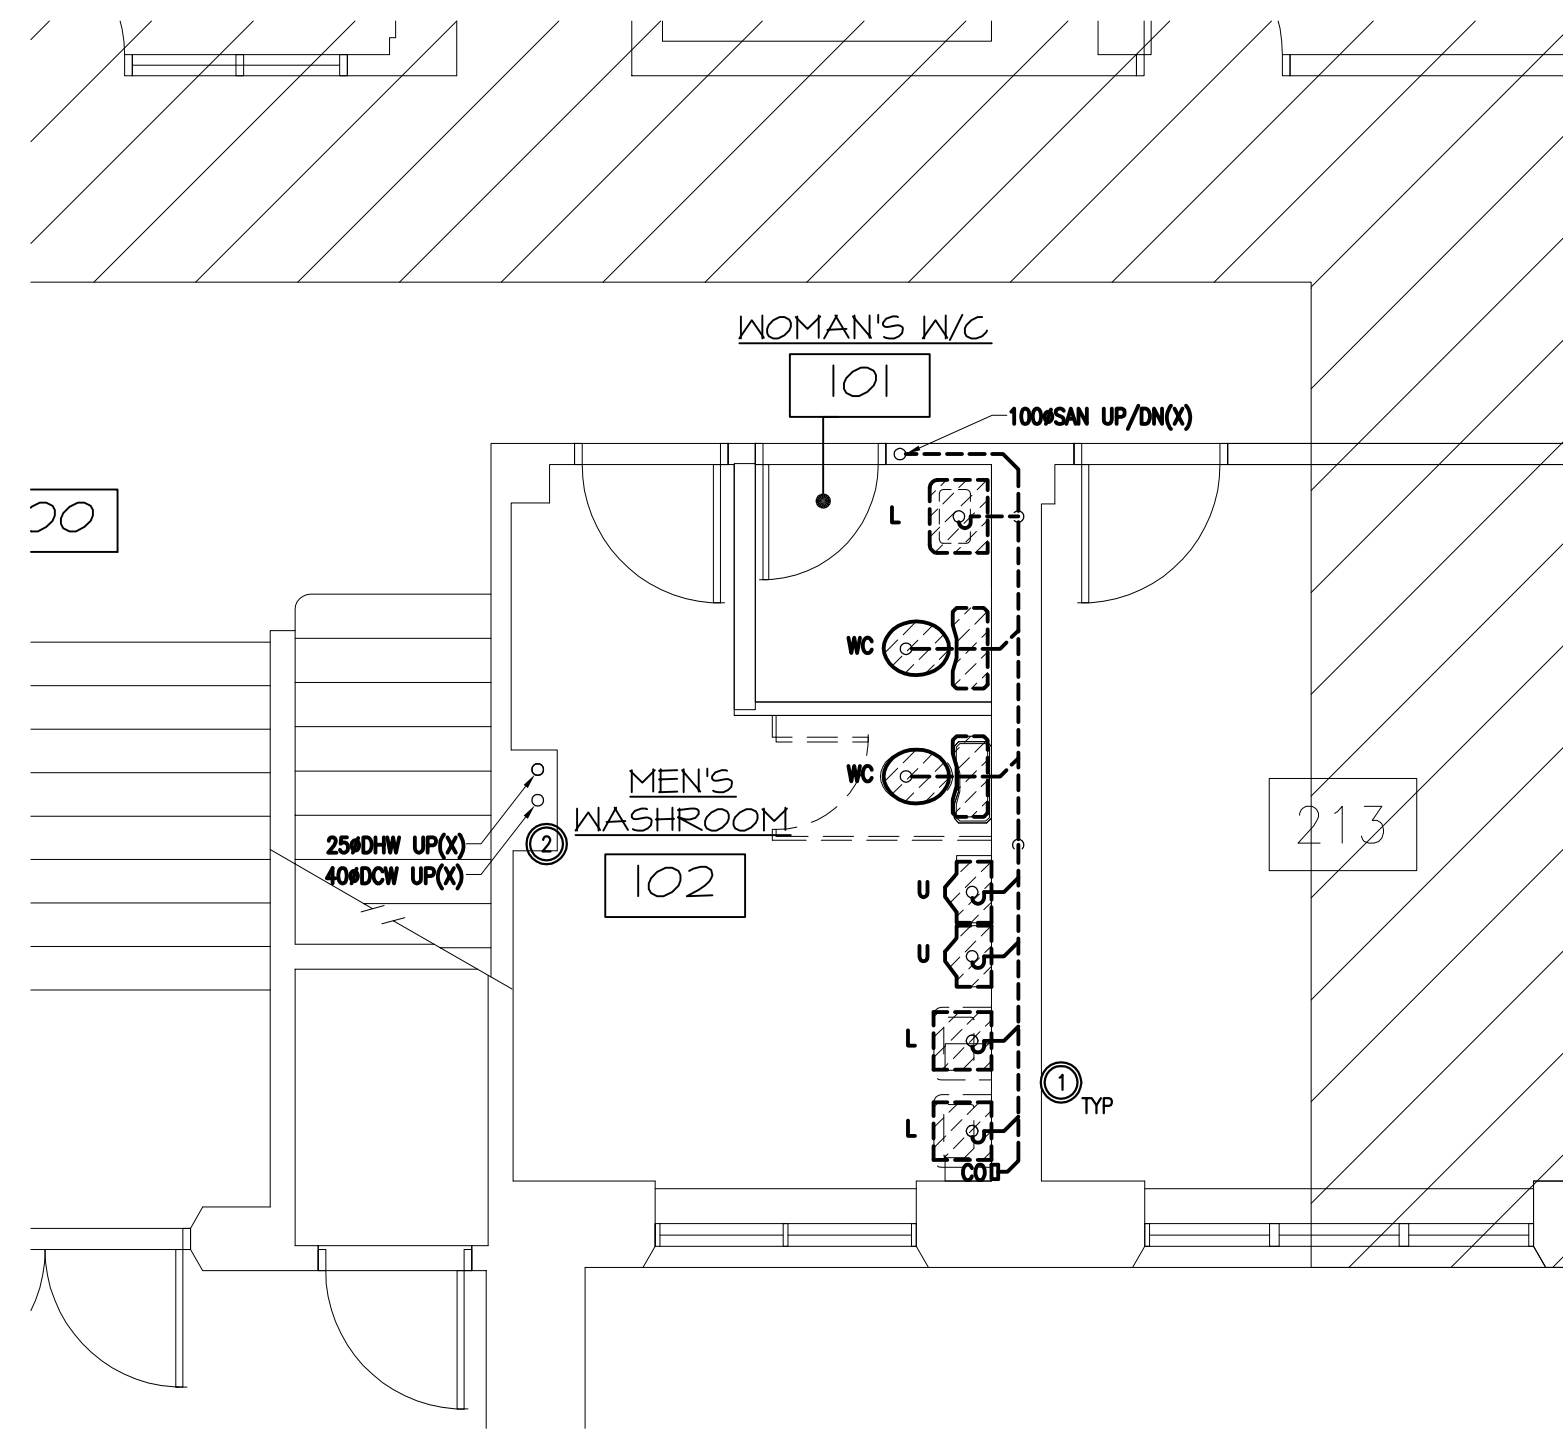 WOMAN'S W/C
101
100øSAN UP/DN(X)
00
L
WC
WC
MEN'S
WASHROOM
213
25øDHW UP(X)
2
40øDCW UP(X)
102
U
U
L
1
TYP
L
CO